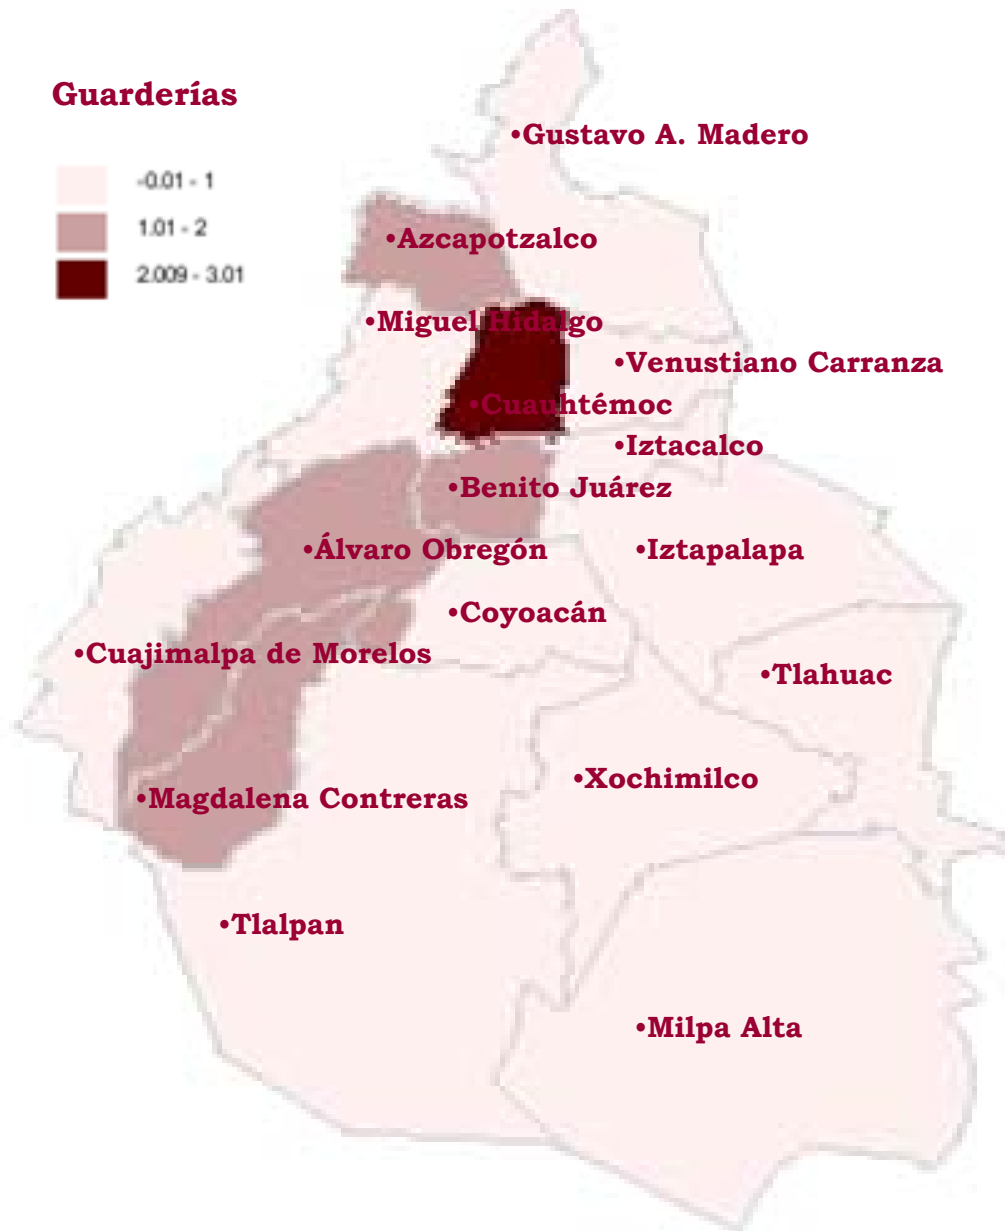 Guarderías
-0.01 - 1
1.01 - 2
2.009 - 3.01
•Gustavo A. Madero
•Azcapotzalco
•Miguel Hidalgo
•Venustiano Carranza
•Cuauhtémoc
•Iztacalco
•Benito Juárez
•Álvaro Obregón
•Iztapalapa
•Coyoacán
•Cuajimalpa de Morelos
•Tlahuac
•Xochimilco
•Magdalena Contreras
•Tlalpan
•Milpa Alta